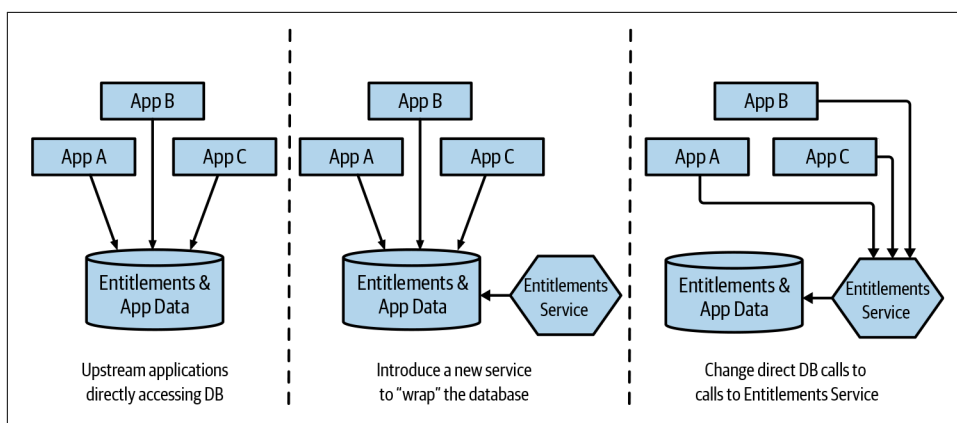 App B
App A
App C
Entitlements &
App Data
Upstream applications
directly accessing DB
App B
App A
App C
Entitlements &
App Data
Entitlements
Service
Introduce a new service
to “wrap” the database
App B
App A
App C
Entitlements &
App Data
Entitlements
Service
Change direct DB calls to
calls to Entitlements Service